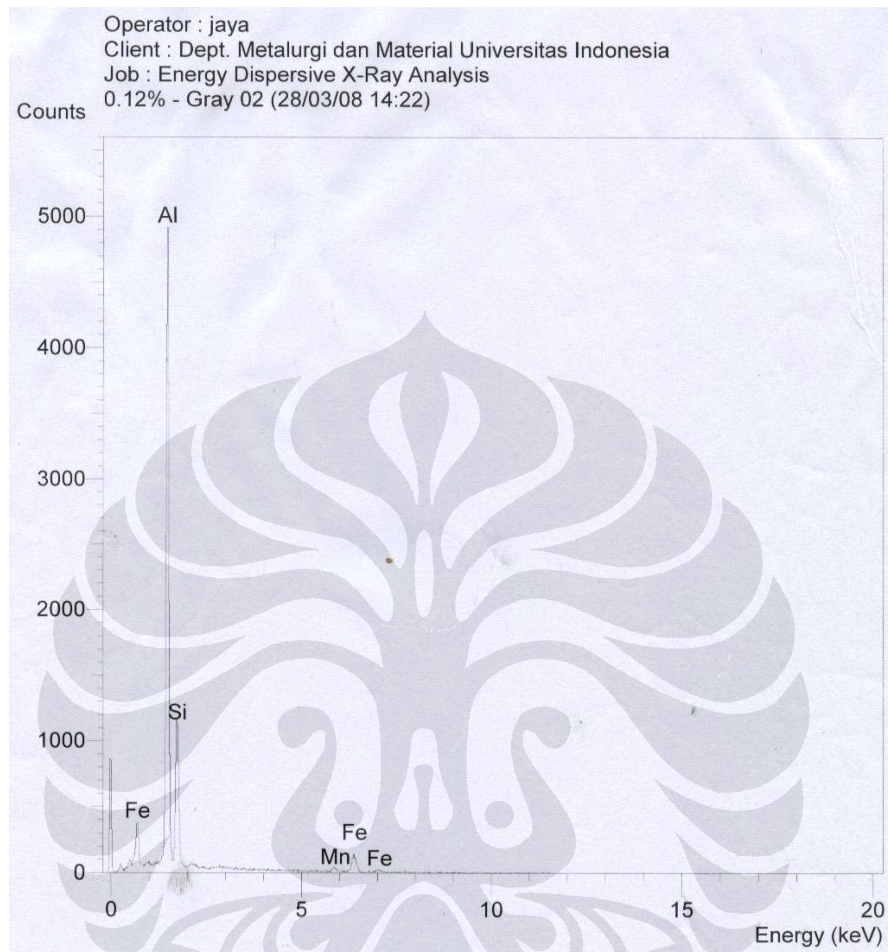 Operator : jaya
Client : Dept. Metalurgi dan Material Universitas Indonesia
Job : Energy Dispersive X-Ray Analysis
0.12% - Gray 02 (28/03/08 14:22)
Counts
5000
Al
4000
3000
2000
Si
1000
Fe
Fe
Mn
Fe
0
0 5 10 15 20
Energy (keV)